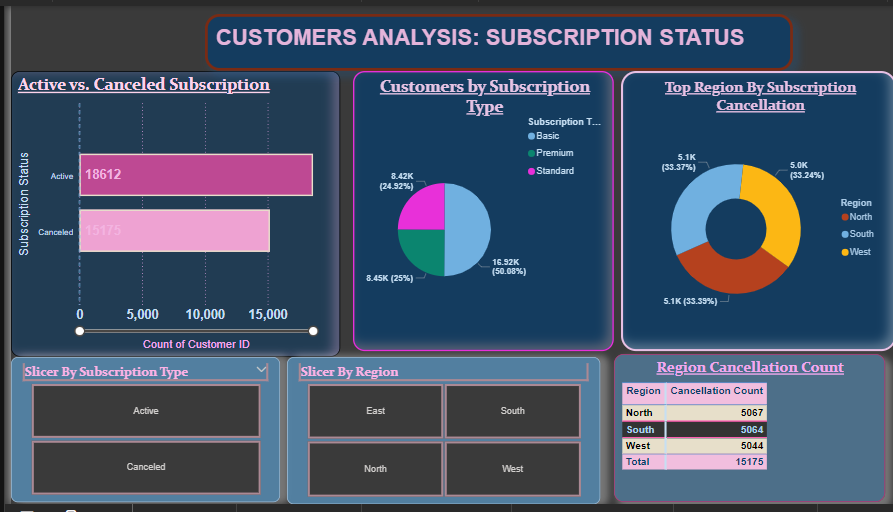 CUSTOMERS ANALYSIS: SUBSCRIPTION STATUS
Active vs. Canceled Subscription
Subscription Status
Active
18612
Canceled
15175
0
5,000
10,000
15,000
Count of Customer ID
Customers by Subscription
Type
Subscription T...
Basic
Premium
Standard
8.42K
(24.92%)
8.45K (25%)
16.92K
(50.08%)
Top Region By Subscription
Cancellation
5.1K
(33.37%)
5.0K
(33.24%)
5.1K (33.39%)
Region
North
South
West
Slicer By Subscription Type
Active
Canceled
Slicer By Region
East
South
North
West
Region Cancellation Count
Region Cancellation Count
North 5067
South 5064
West 5044
Total 15175